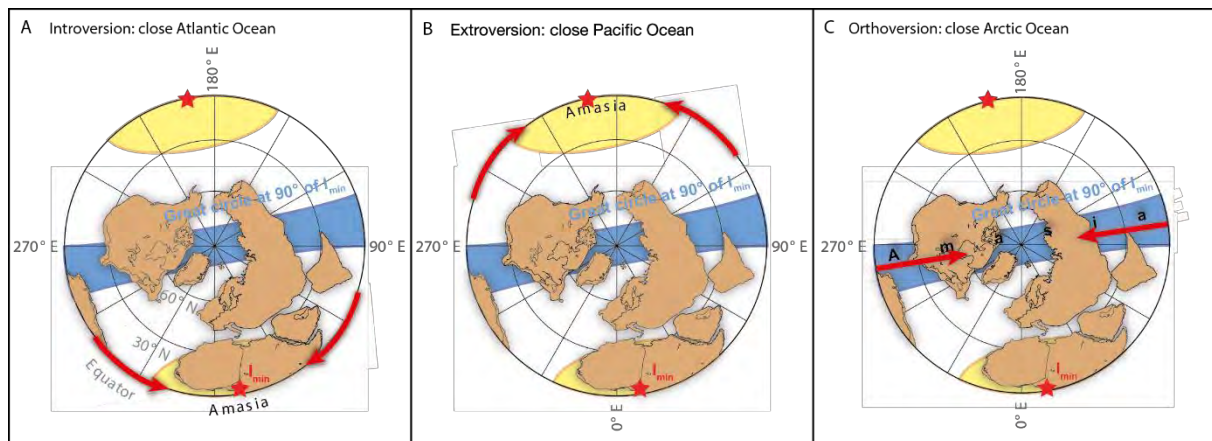 A Introversion: close Atlantic Ocean
180° E
Great circle at 90° of Imin
270° E
90° E
60° N
30° N
Equator
Imin
Amasia
B Extroversion: close Pacific Ocean
Amasia
Great circle at 90° of Imin
Imin
0° E
C Orthoversion: close Arctic Ocean
180° E
Great circle at 90° of Imin
270° E
90° E
A m a s i a
Imin
0° E